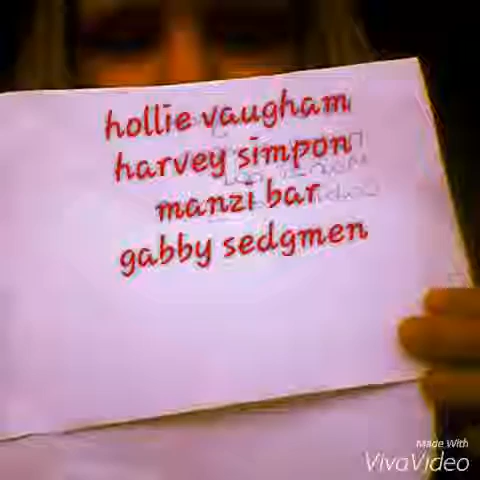 hollie vaugham
harvey simpon
manzi bar
gabby sedgmen
Made With
VivaVideo